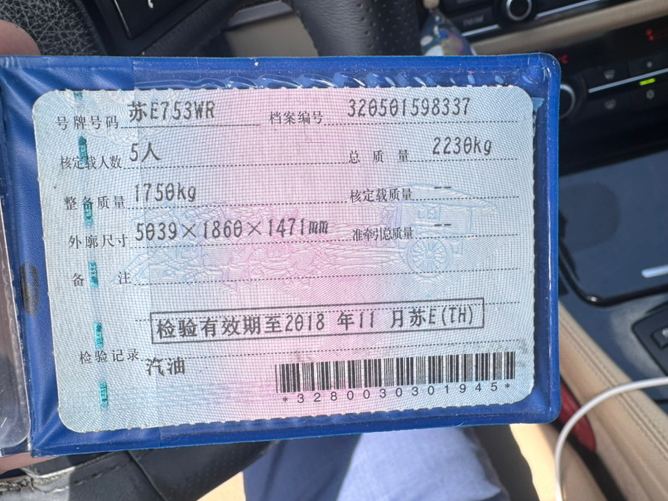 号牌号码 苏E753WR 档案编号 320501598337
核定载人数 5人 总质量 2230kg
整备质量 1750kg 核定载质量 --
外廓尺寸 5039×1860×1471mm 准牵引总质量 --
备注
检验有效期至2018 年11 月苏E(TH)
检验记录 汽油
*3280030301945*